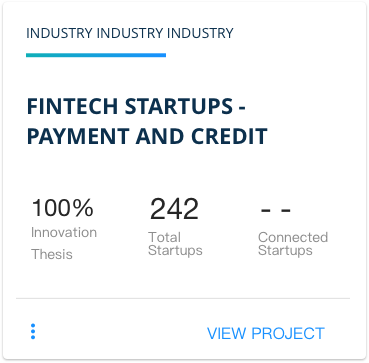 INDUSTRY INDUSTRY INDUSTRY
FINTECH STARTUPS -
PAYMENT AND CREDIT
100%
Innovation
Thesis
242
Total
Startups
- -
Connected
Startups
VIEW PROJECT